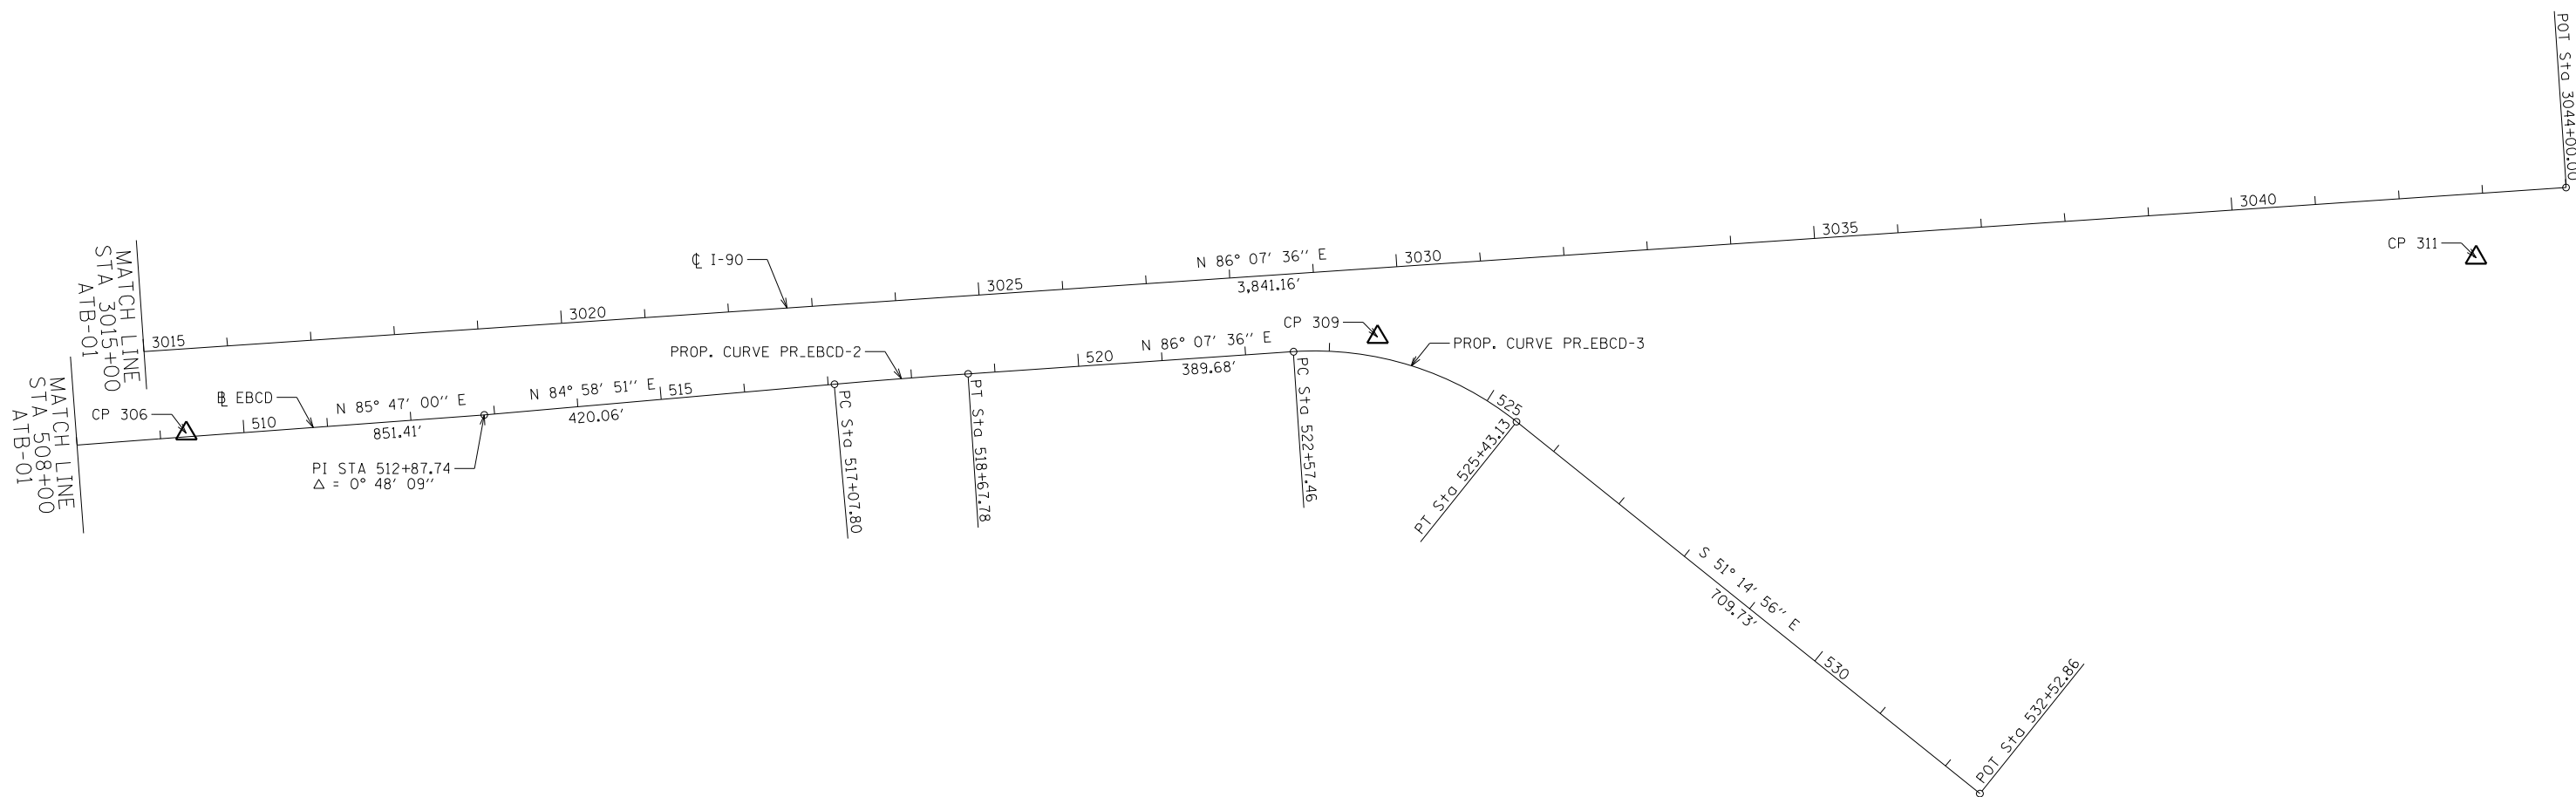 POT Sta 3044+00.00
MATCH LINE
STA 3015+00
ATB-01
3015
3020
3025
3030
3035
3040
℄ I-90
N 86° 07' 36" E
3,841.16'
CP 311
MATCH LINE
STA 508+00
ATB-01
CP 306
510
B̵L EBCD
N 85° 47' 00" E
851.41'
PI STA 512+87.74
△ = 0° 48' 09"
N 84° 58' 51" E
420.06'
515
PROP. CURVE PR_EBCD-2
PC Sta 517+07.80
PT Sta 518+67.78
520
N 86° 07' 36" E
389.68'
CP 309
PC Sta 522+57.46
PROP. CURVE PR_EBCD-3
525
PT Sta 525+43.13
S 51° 14' 56" E
709.73'
530
POT Sta 532+52.86